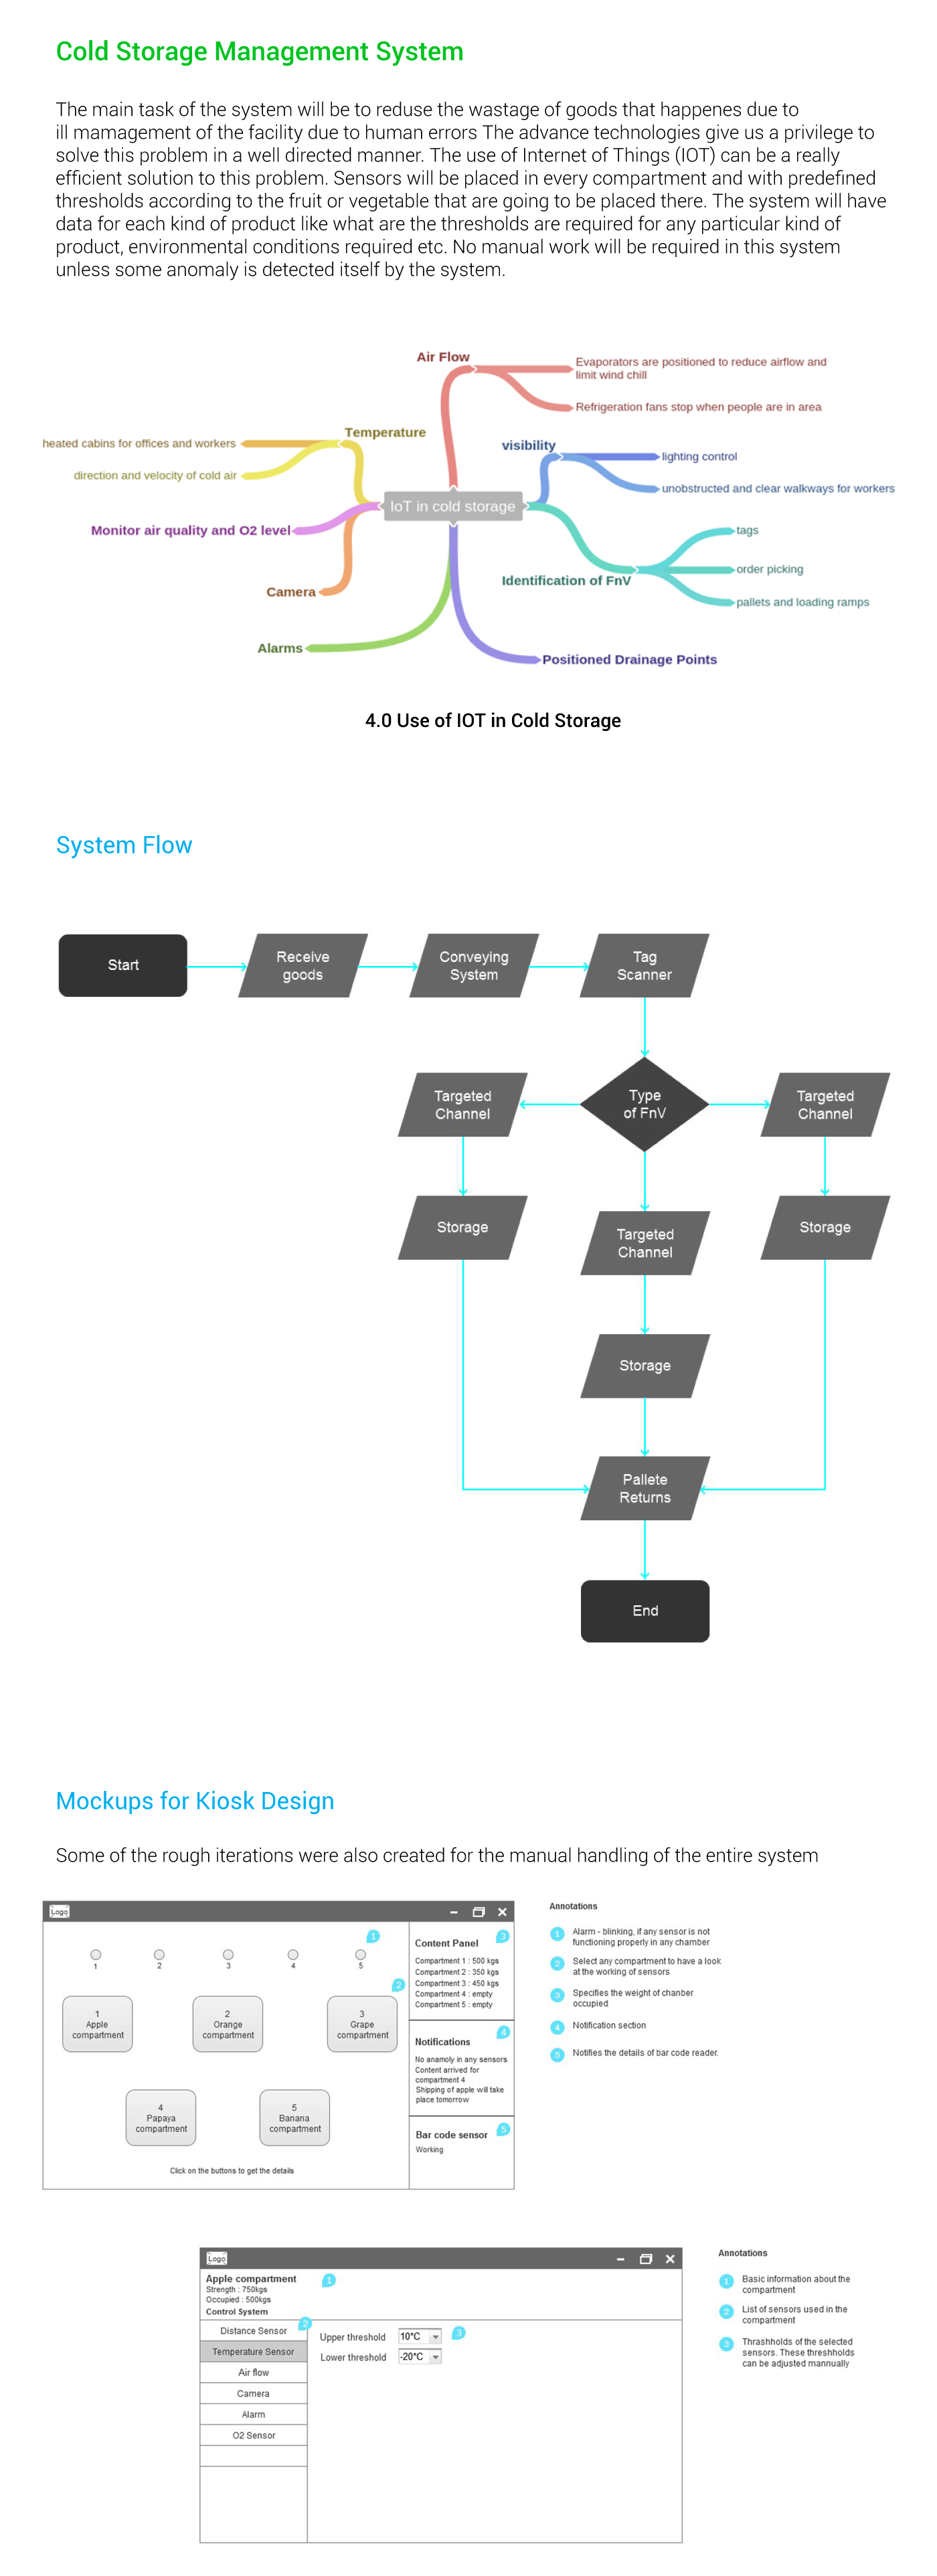 Cold Storage Management System
The main task of the system will be to reduse the wastage of goods that happenes due to
ill mamagement of the facility due to human errors The advance technologies give us a privilege to
solve this problem in a well directed manner. The use of Internet of Things (IOT) can be a really
efficient solution to this problem. Sensors will be placed in every compartment and with predefined
thresholds according to the fruit or vegetable that are going to be placed there. The system will have
data for each kind of product like what are the thresholds are required for any particular kind of
product, environmental conditions required etc. No manual work will be required in this system
unless some anomaly is detected itself by the system.
Air Flow
Evaporators are positioned to reduce airflow and
limit wind chill
Refrigeration fans stop when people are in area
Temperature
heated cabins for offices and workers
direction and velocity of cold air
visibility
lighting control
unobstructed and clear walkways for workers
IoT in cold storage
Monitor air quality and O2 level
tags
order picking
Identification of FnV
pallets and loading ramps
Camera
Alarms
Positioned Drainage Points
4.0 Use of IOT in Cold Storage
System Flow
Start
Receive
goods
Conveying
System
Tag
Scanner
Targeted
Channel
Type
of FnV
Targeted
Channel
Storage
Targeted
Channel
Storage
Storage
Pallete
Returns
End
Mockups for Kiosk Design
Some of the rough iterations were also created for the manual handling of the entire system
Logo
1
2
3
4
5
1
2
1
Apple
compartment
2
Orange
compartment
3
Grape
compartment
4
Papaya
compartment
5
Banana
compartment
Click on the buttons to get the details
Content Panel
3
Compartment 1 : 500 kgs
Compartment 2 : 350 kgs
Compartment 3 : 450 kgs
Compartment 4 : empty
Compartment 5 : empty
4
Notifications
No anamoly in any sensors
Content arrived for
compartment 4
Shipping of apple will take
place tomorrow
Bar code sensor
5
Working
Annotations
1 Alarm - blinking, if any sensor is not
functioning properly in any chamber
2 Select any compartment to have a look
at the working of sensors
3 Specifies the weight of chanber
occupied
4 Notification section
5 Notifies the details of bar code reader.
Logo
Apple compartment
1
Strength : 750kgs
Occupied : 500kgs
Control System
2
Distance Sensor
Temperature Sensor
Air flow
Camera
Alarm
O2 Sensor
Upper threshold 10°C
3
Lower threshold -20°C
Annotations
1 Basic information about the
compartment
2 List of sensors used in the
compartment
3 Thrashholds of the selected
sensors. These threshholds
can be adjusted mannually